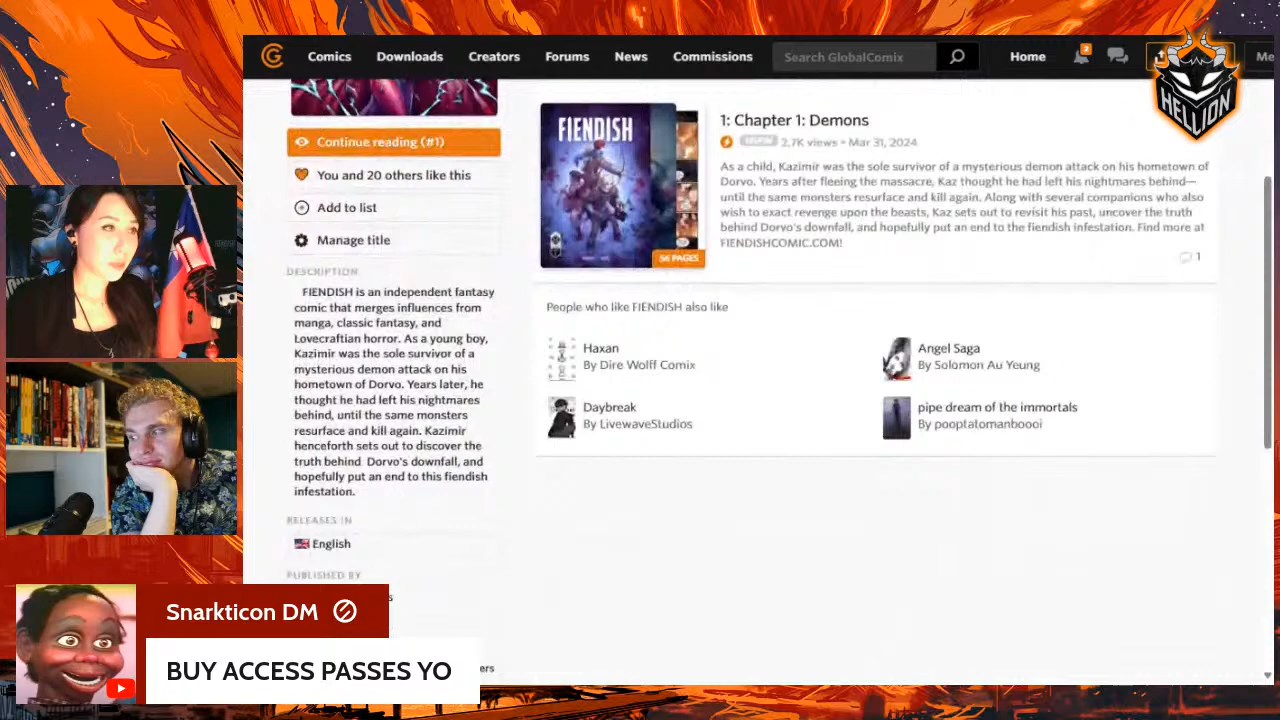 Comics
Downloads
Creators
Forums
News
Commissions
Search GlobalComix
Home
2
Me
HELLION
Continue reading (#1)
You and 20 others like this
Add to list
Manage title
DESCRIPTION
FIENDISH is an independent fantasy
comic that merges influences from
manga, classic fantasy, and
Lovecraftian horror. As a young boy,
Kazimir was the sole survivor of a
mysterious demon attack on his
hometown of Dorvo. Years later, he
thought he had left his nightmares
behind, until the same monsters
resurface and kill again. Kazimir
henceforth sets out to discover the
truth behind Dorvo's downfall, and
hopefully put an end to this fiendish
infestation.
RELEASES IN
English
PUBLISHED BY
FIENDISH
56 PAGES
1: Chapter 1: Demons
2.7K views • Mar 31, 2024
As a child, Kazimir was the sole survivor of a mysterious demon attack on his hometown of
Dorvo. Years after fleeing the massacre, Kaz thought he had left his nightmares behind—
until the same monsters resurface and kill again. Along with several companions who also
wish to exact revenge upon the beasts, Kaz sets out to revisit his past, uncover the truth
behind Dorvo's downfall, and hopefully put an end to the fiendish infestation. Find more at
FIENDISHCOMIC.COM!
1
People who like FIENDISH also like
Haxan
By Dire Wolff Comix
Angel Saga
By Solomon Au Yeung
Daybreak
By LivewaveStudios
pipe dream of the immortals
By pooptatomanboooi
Snarkticon DM
BUY ACCESS PASSES YO
ers